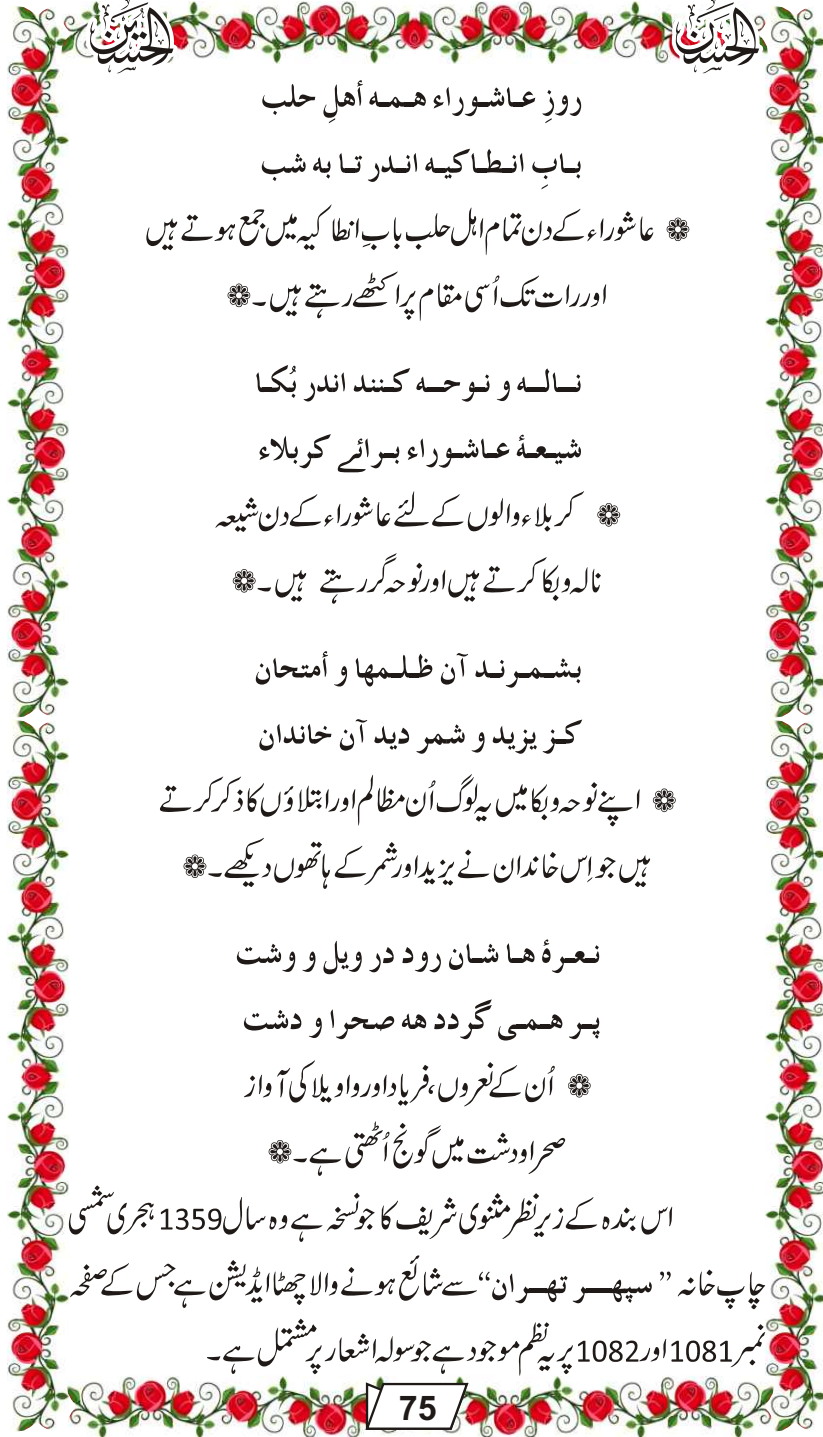 الحسنؑ
الحسینؑ
روزِ عاشوراء همه أهلِ حلب
بابِ انطاکیه اندر تا به شب
❁ عاشوراء کے دن تمام اہل حلب بابِ انطا کیہ میں جمع ہوتے ہیں
اور رات تک اُسی مقام پر اکٹھے رہتے ہیں۔❁
نالہ و نوحہ کنند اندر بُکا
شیعۂ عاشوراء برائے کربلاء
❁ کربلاء والوں کے لئے عاشوراء کے دن شیعہ
نالہ و بکا کرتے ہیں اور نوحہ گر رہتے ہیں۔❁
بشمرند آن ظلمها و أمتحان
کز یزید و شمر دید آن خاندان
❁ اپنے نوحہ و بکا میں یہ لوگ اُن مظالم اور ابتلاؤں کا ذکر کرتے
ہیں جو اِس خاندان نے یزید اور شمر کے ہاتھوں دیکھے۔❁
نعرۂ ها شان رود در ویل و وشت
پر همی گردد هه صحرا و دشت
❁ اُن کے نعروں، فریاد اور واویلا کی آواز
صحرا و دشت میں گونج اُٹھتی ہے۔❁
اس بندہ کے زیر نظر مثنوی شریف کا جو نسخہ ہے وہ سال 1359 ہجری شمسی
چاپ خانہ ”سپهر تهران“ سے شائع ہونے والا چھٹا ایڈیشن ہے جس کے صفحہ
نمبر 1081 اور 1082 پر یہ نظم موجود ہے جو سولہ اشعار پر مشتمل ہے۔
75